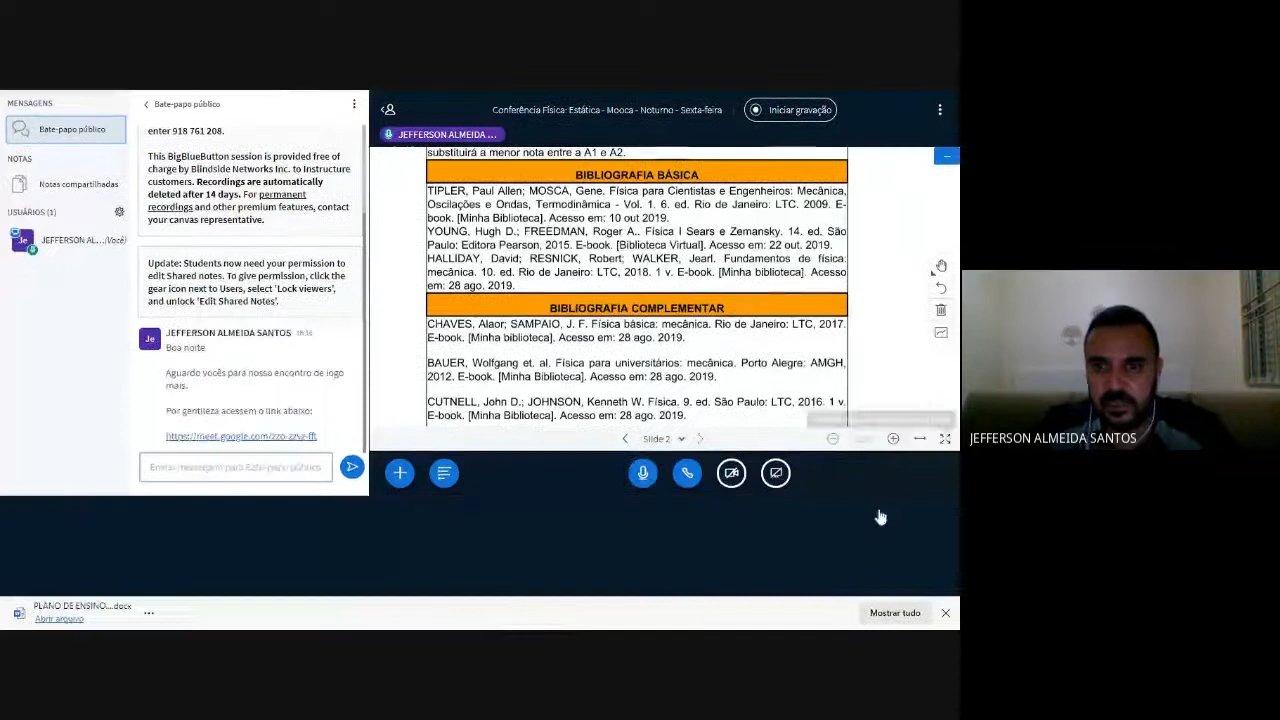 MENSAGENS
Bate-papo público
NOTAS
Notas compartilhadas
USUÁRIOS (1)
Je
JEFFERSON AL... (Você)
Bate-papo público
enter 918 761 208.
This BigBlueButton session is provided free of
charge by Blindside Networks Inc. to Instructure
customers. Recordings are automatically
deleted after 14 days. For permanent
recordings and other premium features, contact
your canvas representative.
Update: Students now need your permission to
edit Shared notes. To give permission, click the
gear icon next to Users, select 'Lock viewers',
and unlock 'Edit Shared Notes'.
Je
JEFFERSON ALMEIDA SANTOS
Boa noite
Aguardo vocês para nosso encontro de logo
mais.
Por gentileza acessem o link abaixo:
Enviar mensagem para Bate-papo público
Conferência Física: Estática - Mooca - Noturno - Sexta-feira
Iniciar gravação
JEFFERSON ALMEIDA ...
substituirá a menor nota entre a A1 e A2.
BIBLIOGRAFIA BÁSICA
TIPLER, Paul Allen; MOSCA, Gene. Física para Cientistas e Engenheiros: Mecânica,
Oscilações e Ondas, Termodinâmica - Vol. 1. 6. ed. Rio de Janeiro: LTC. 2009. E-
book. [Minha Biblioteca]. Acesso em: 10 out 2019.
YOUNG, Hugh D.; FREEDMAN, Roger A.. Física I Sears e Zemansky. 14. ed. São
Paulo: Editora Pearson, 2015. E-book. [Biblioteca Virtual]. Acesso em: 22 out. 2019.
HALLIDAY, David; RESNICK, Robert; WALKER, Jearl. Fundamentos de física:
mecânica. 10. ed. Rio de Janeiro: LTC, 2018. 1 v. E-book. [Minha biblioteca]. Acesso
em: 28 ago. 2019.
BIBLIOGRAFIA COMPLEMENTAR
CHAVES, Alaor; SAMPAIO, J. F. Física básica: mecânica. Rio de Janeiro: LTC, 2017.
E-book. [Minha biblioteca]. Acesso em: 28 ago. 2019.
BAUER, Wolfgang et. al. Física para universitários: mecânica. Porto Alegre: AMGH,
2012. E-book. [Minha Biblioteca]. Acesso em: 28 ago. 2019.
CUTNELL, John D.; JOHNSON, Kenneth W. Física. 9. ed. São Paulo: LTC, 2016. 1 v.
E-book. [Minha Biblioteca]. Acesso em: 28 ago. 2019.
Slide 2
JEFFERSON ALMEIDA SANTOS
PLANO DE ENSINO....docx
Abrir arquivo
Mostrar tudo